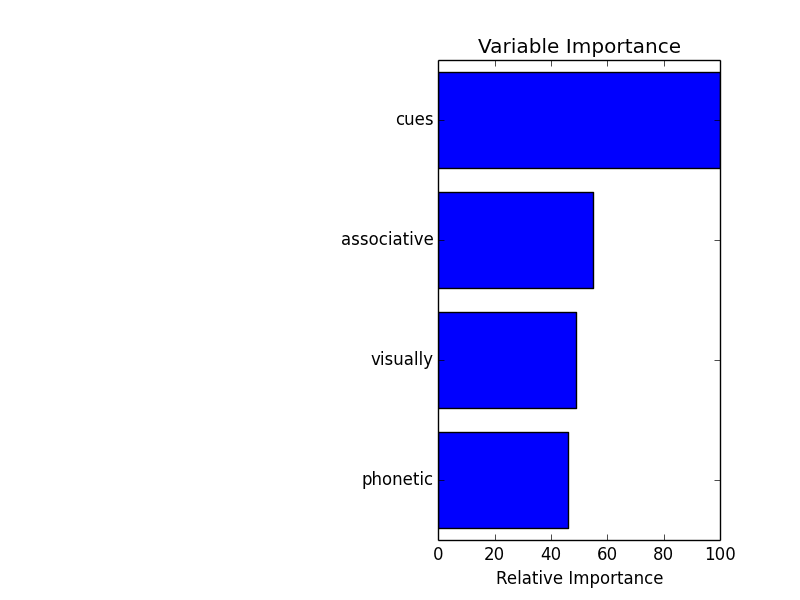 Variable Importance
cues
associative
visually
phonetic
0 20 40 60 80 100
Relative Importance